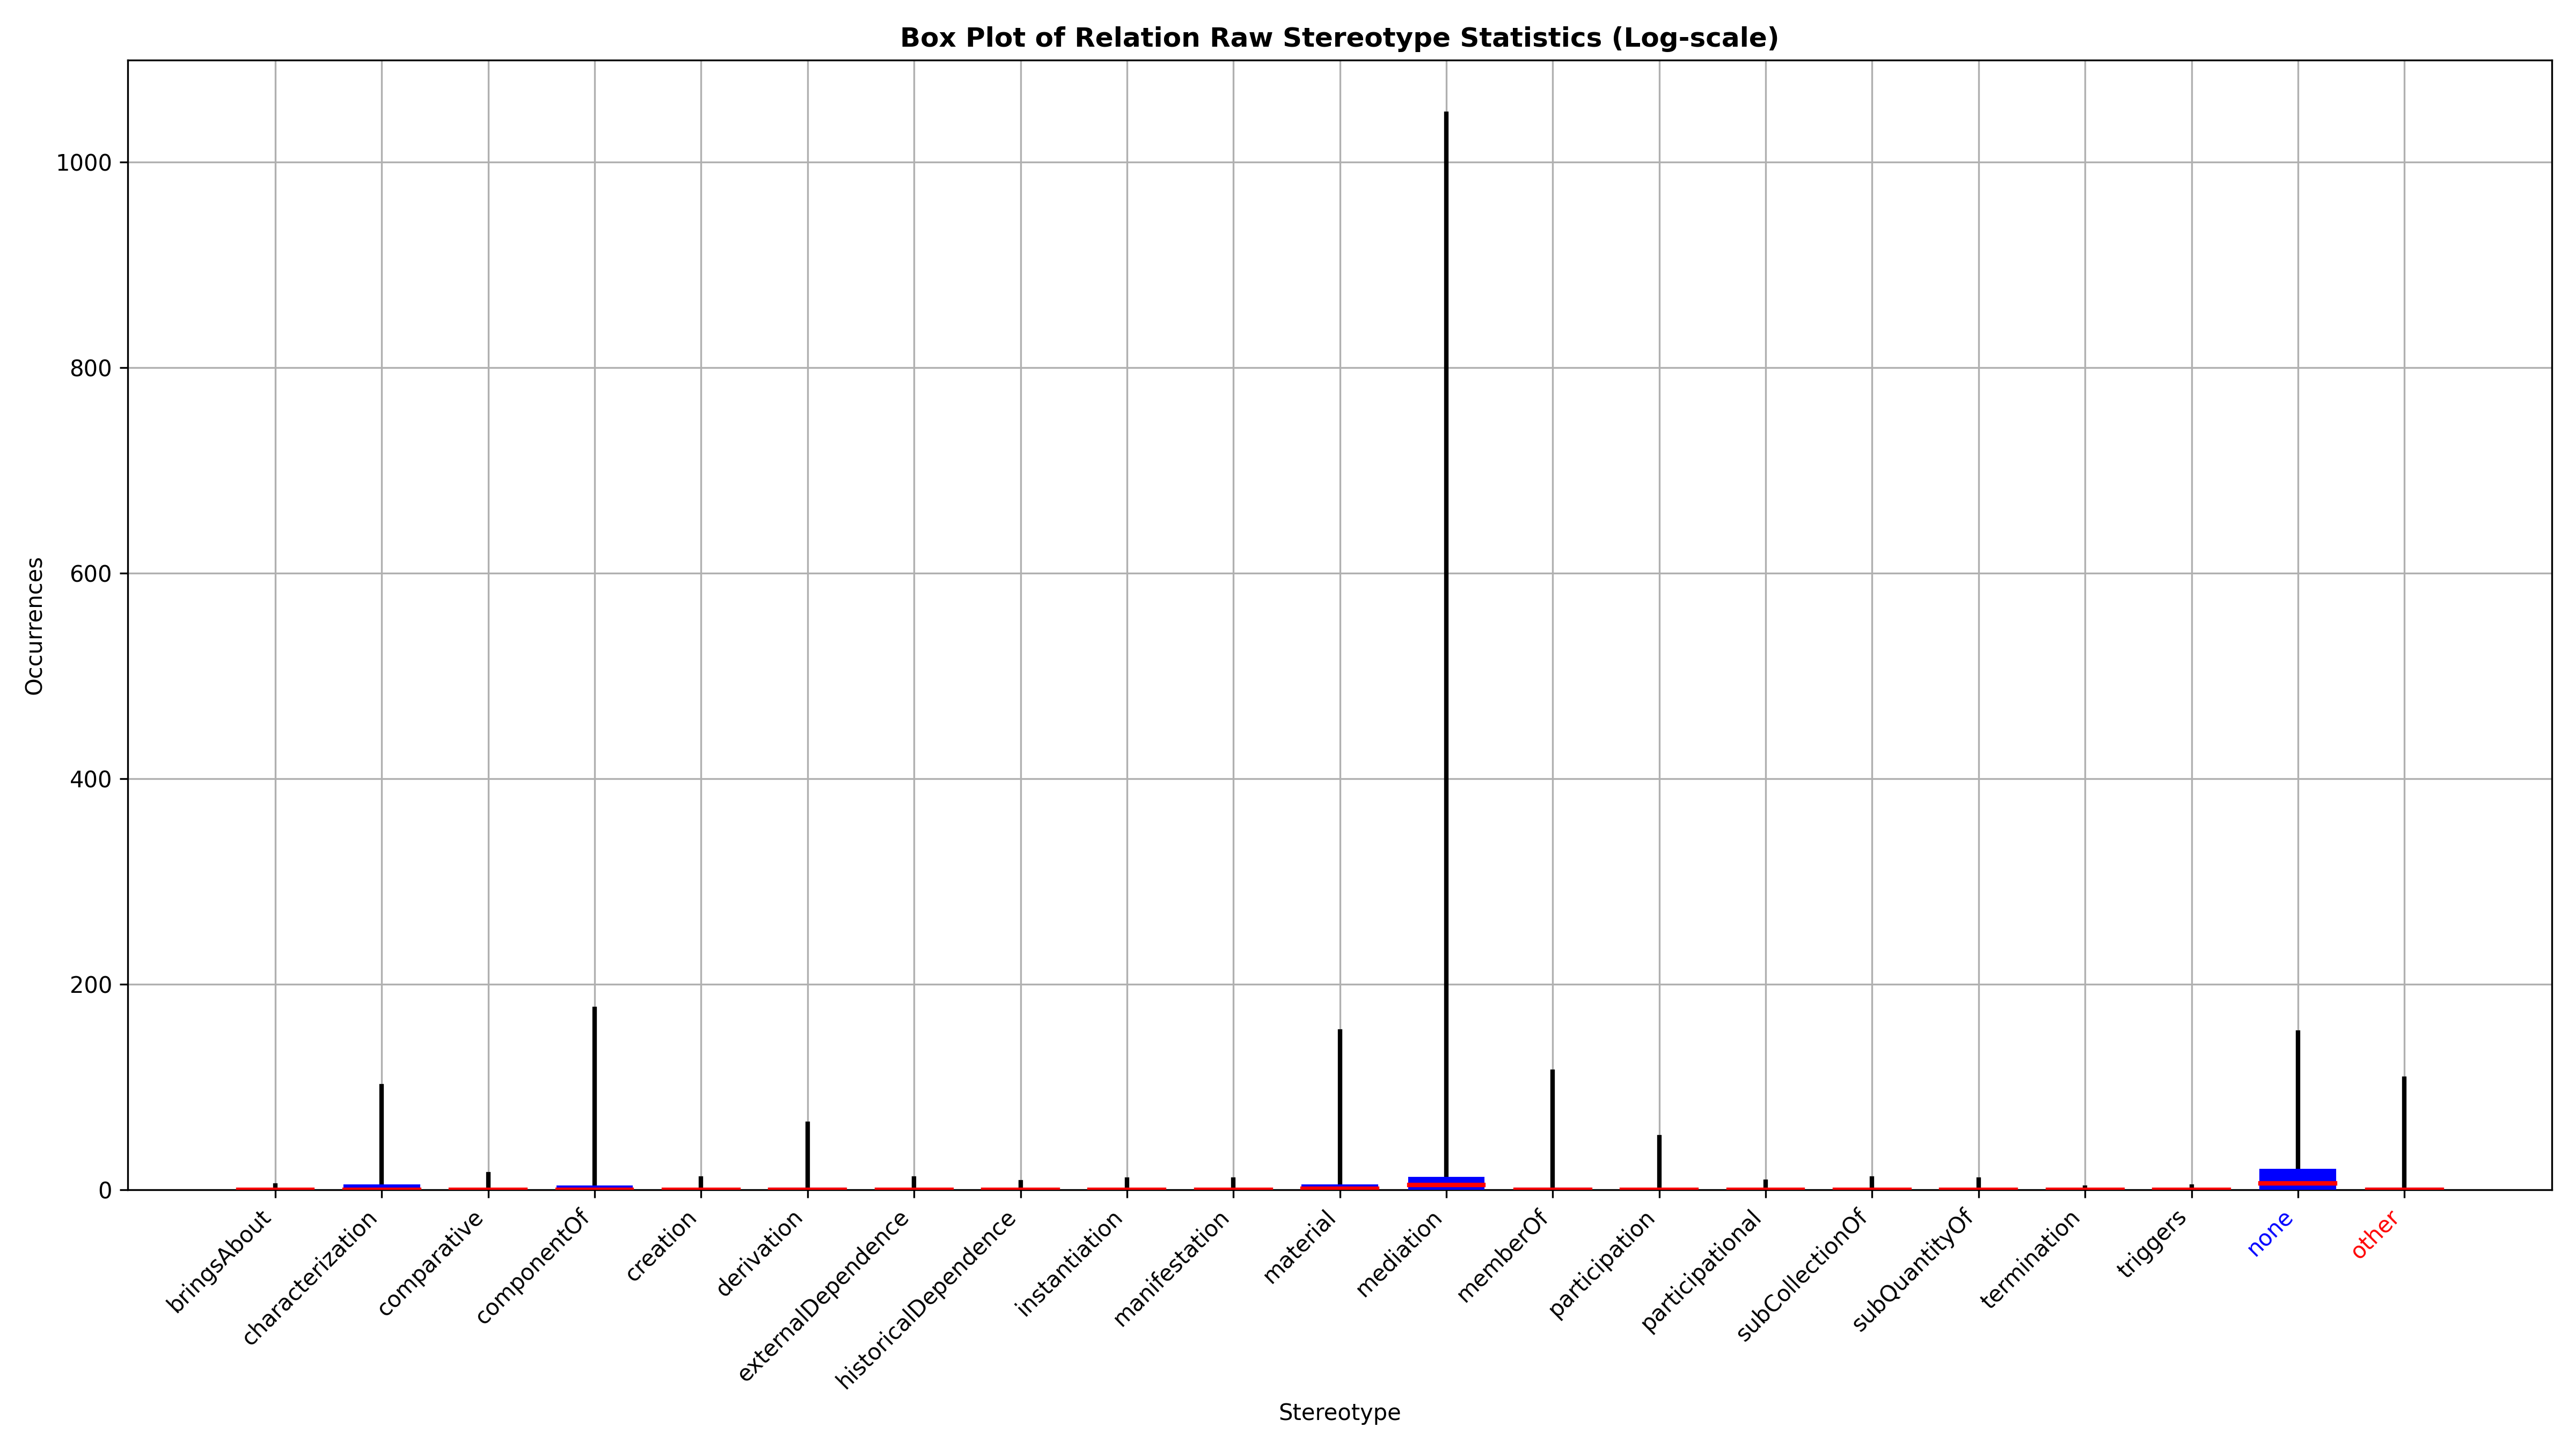 Box Plot of Relation Raw Stereotype Statistics (Log-scale)
Occurrences
1000
800
600
400
200
0
bringsAbout
characterization
comparative
componentOf
creation
derivation
externalDependence
historicalDependence
instantiation
manifestation
material
mediation
memberOf
participation
participational
subCollectionOf
subQuantityOf
termination
triggers
none
other
Stereotype